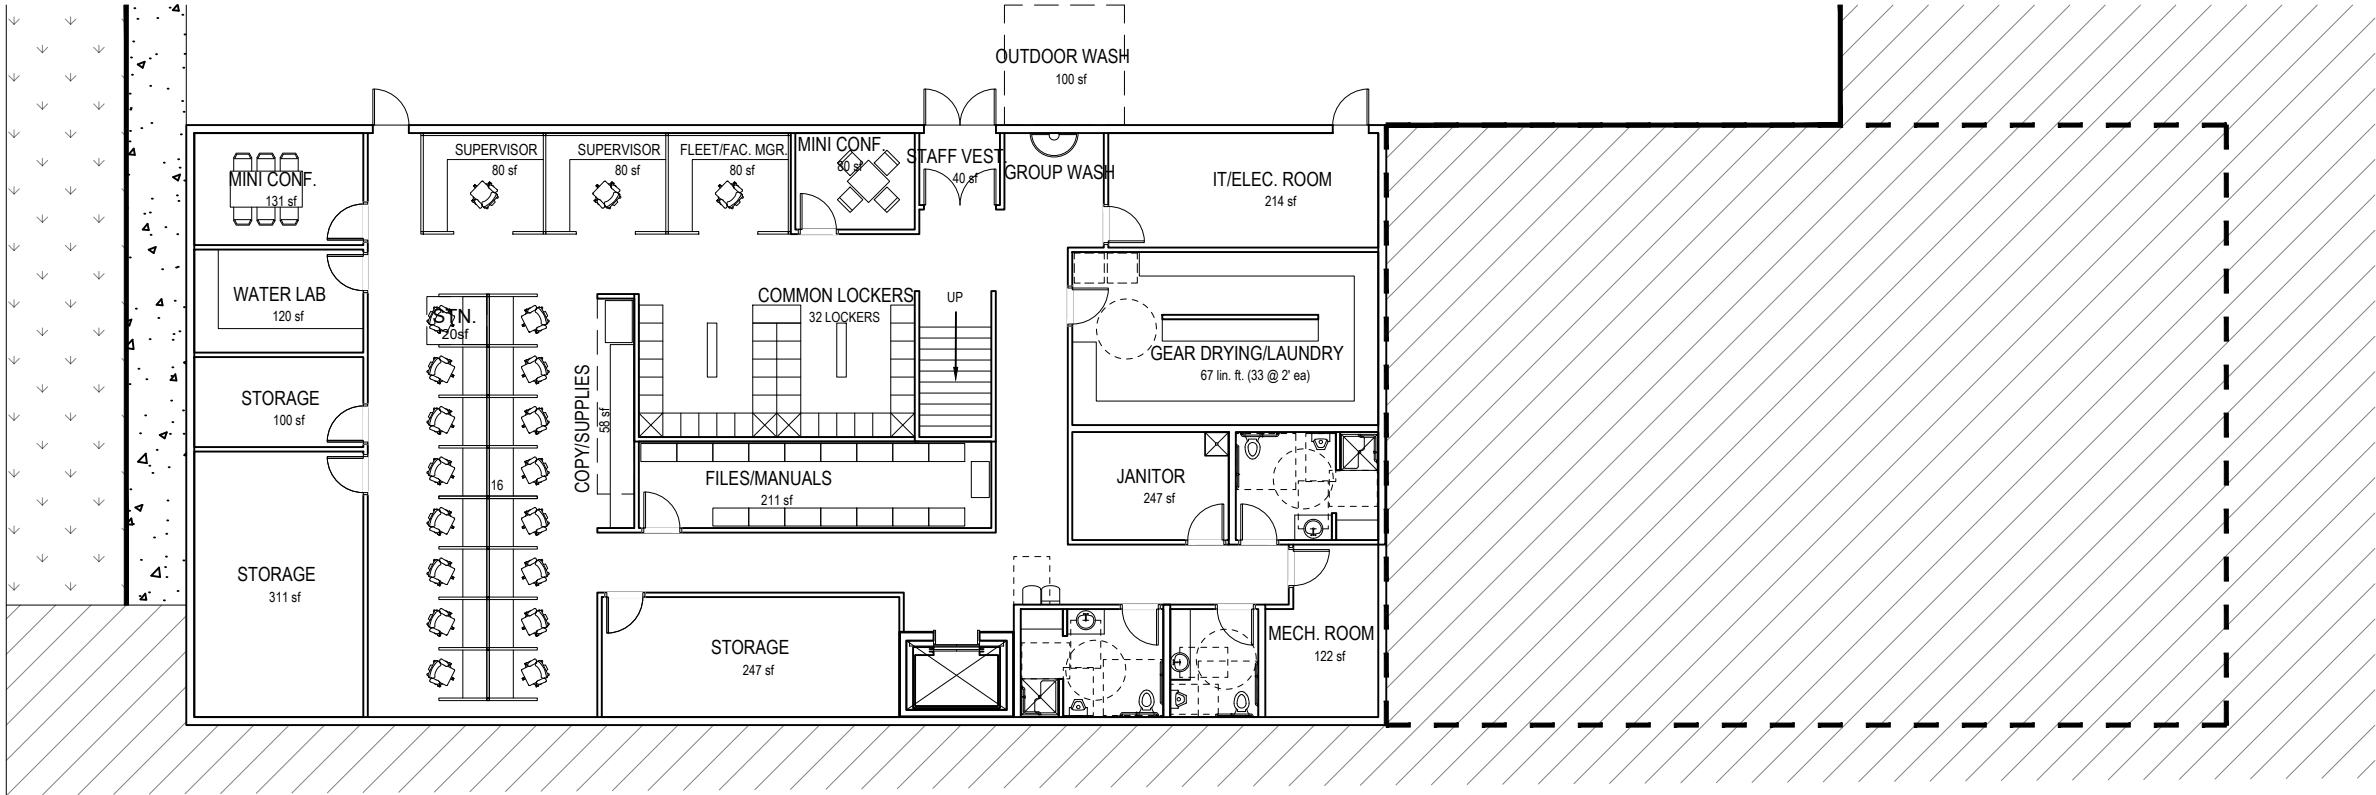 OUTDOOR WASH
100 sf
SUPERVISOR
80 sf
SUPERVISOR
80 sf
FLEET/FAC. MGR.
80 sf
MINI CONF.
80 sf
STAFF VEST.
40 sf
GROUP WASH
IT/ELEC. ROOM
214 sf
MINI CONF.
131 sf
WATER LAB
120 sf
STN.
20sf
COMMON LOCKERS
32 LOCKERS
UP
GEAR DRYING/LAUNDRY
67 lin. ft. (33 @ 2' ea)
STORAGE
100 sf
COPY/SUPPLIES
58 sf
16
FILES/MANUALS
211 sf
JANITOR
247 sf
STORAGE
311 sf
STORAGE
247 sf
MECH. ROOM
122 sf